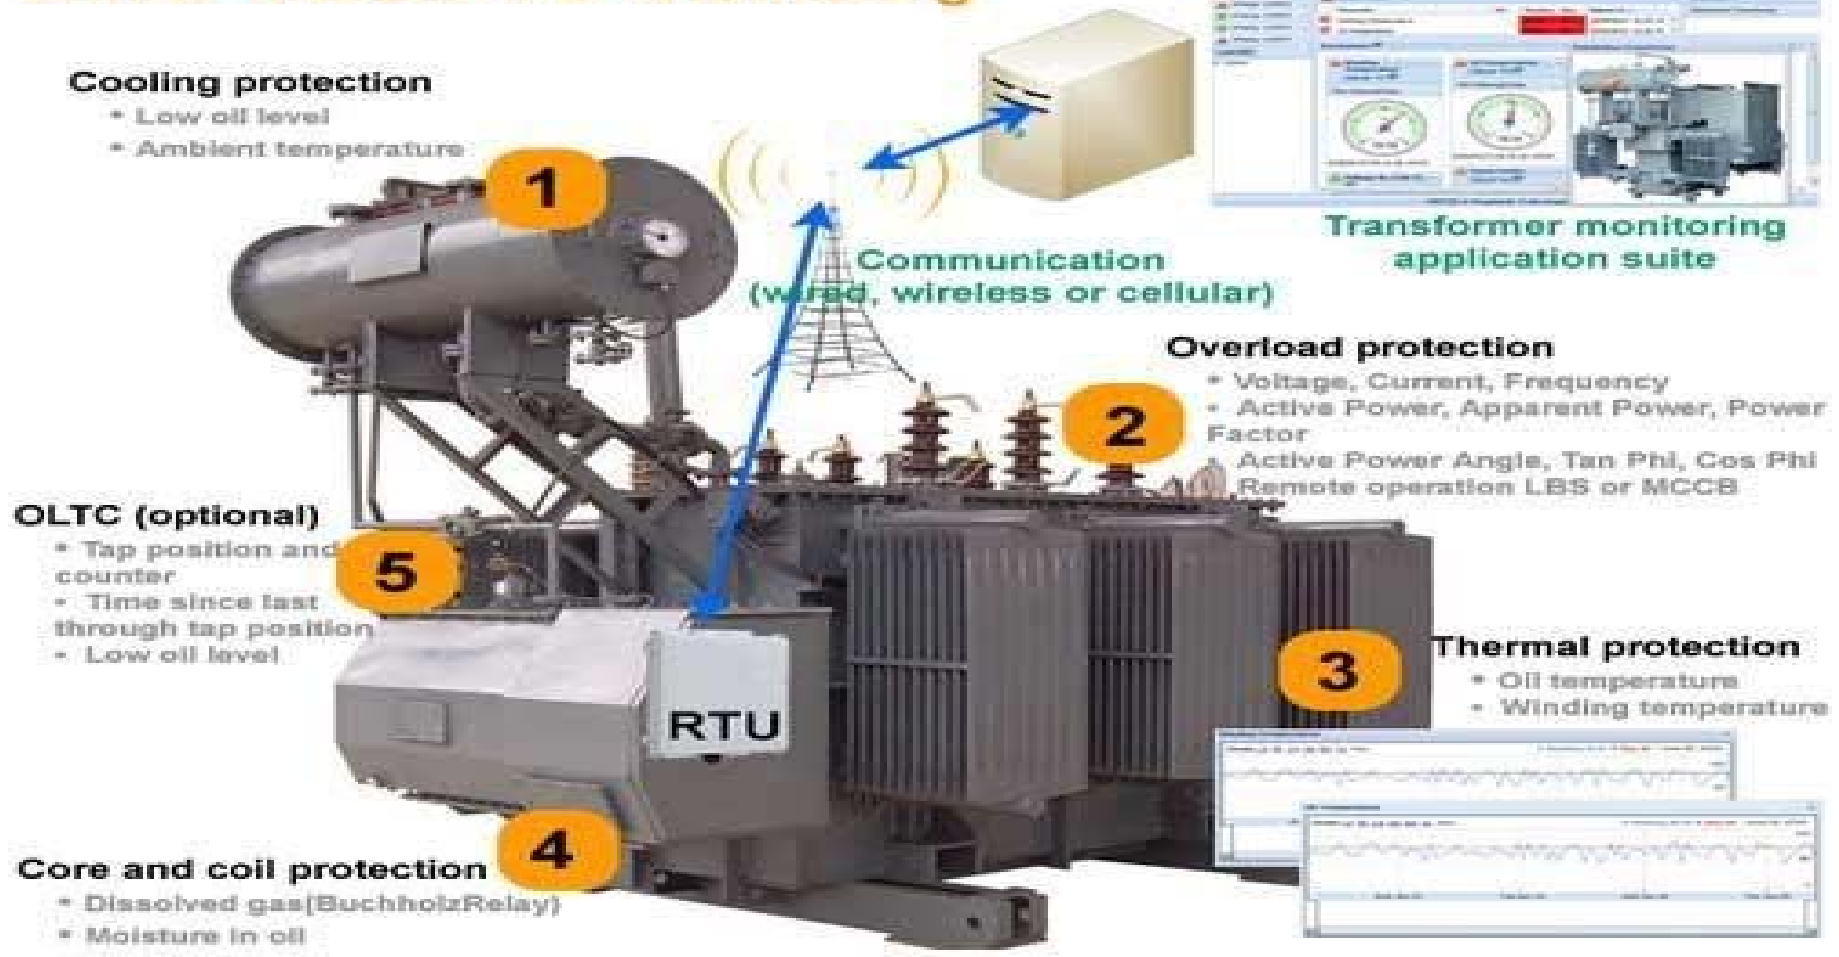 Cooling protection
• Low oil level
• Ambient temperature
1
Communication
(wired, wireless or cellular)
Transformer monitoring
application suite
Overload protection
• Voltage, Current, Frequency
• Active Power, Apparent Power, Power
Factor
• Active Power Angle, Tan Phi, Cos Phi
• Remote operation LBS or MCCB
2
OLTC (optional)
• Tap position and
counter
• Time since last
through tap position
• Low oil level
5
Thermal protection
• Oil temperature
• Winding temperature
3
RTU
4
Core and coil protection
• Dissolved gas(BuchholzRelay)
• Moisture in oil